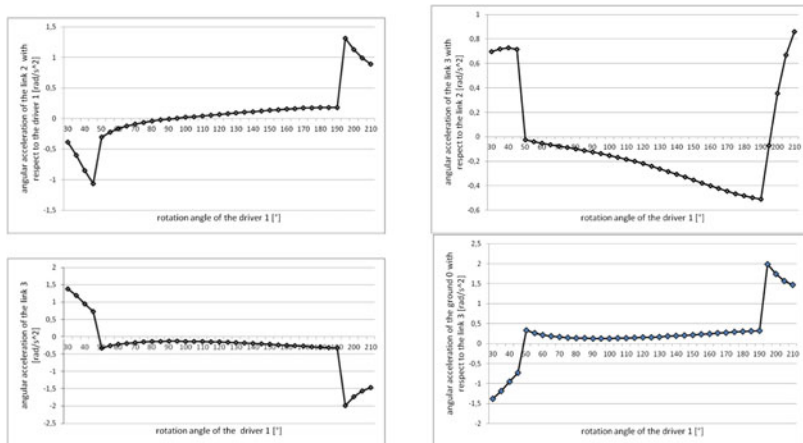 angular acceleration of the link 2 with
respect to the driver 1 [rad/s^2]
1,5
1
0,5
0
-0,5
-1
-1,5
30 40 50 60 70 80 90 100 110 120 130 140 150 160 170 180 190 200 210
rotation angle of the driver 1 [°]
angular acceleration of the link 3 with
respect to the link 2 [rad/s^2]
1
0,8
0,6
0,4
0,2
0
-0,2
-0,4
-0,6
30 40 50 60 70 80 90 100 110 120 130 140 150 160 170 180 190 200 210
rotation angle of the driver 1 [°]
angular acceleration of the link 3
[rad/s^2]
2
1,5
1
0,5
0
-0,5
-1
-1,5
-2
-2,5
30 40 50 60 70 80 90 100 110 120 130 140 150 160 170 180 190 200 210
rotation angle of the driver 1 [°]
angular acceleration of the ground 0 with
respect to the link 3 [rad/s^2]
2,5
2
1,5
1
0,5
0
-0,5
-1
-1,5
-2
30 40 50 60 70 80 90 100 110 120 130 140 150 160 170 180 190 200 210
rotation angle of the driver 1 [°]